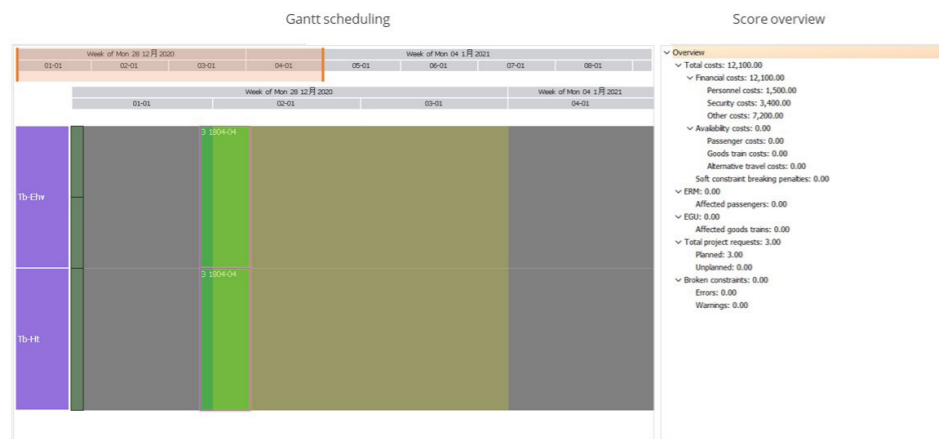 Gantt scheduling
Score overview
Week of Mon 28 12月 2020
Week of Mon 04 1月 2021
01-01 02-01 03-01 04-01 05-01 06-01 07-01 08-01
Week of Mon 28 12月 2020
Week of Mon 04 1月 2021
01-01 02-01 03-01 04-01
Tb-Ehv
3 1804-04
Tb-Ht
3 1804-04
Overview
Total costs: 12,100.00
Financial costs: 12,100.00
Personnel costs: 1,500.00
Security costs: 3,400.00
Other costs: 7,200.00
Availability costs: 0.00
Passenger costs: 0.00
Goods train costs: 0.00
Alternative travel costs: 0.00
Soft constraint breaking penalties: 0.00
ERM: 0.00
Affected passengers: 0.00
EGU: 0.00
Affected goods trains: 0.00
Total project requests: 3.00
Planned: 3.00
Unplanned: 0.00
Broken constraints: 0.00
Errors: 0.00
Warnings: 0.00